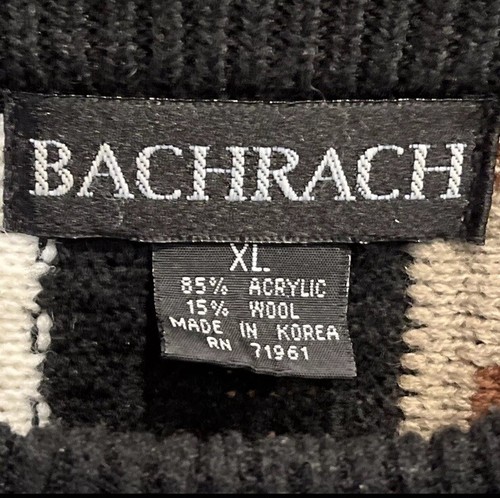 BACHRACH
XL
85% ACRYLIC
15% WOOL
MADE IN KOREA
RN 71961